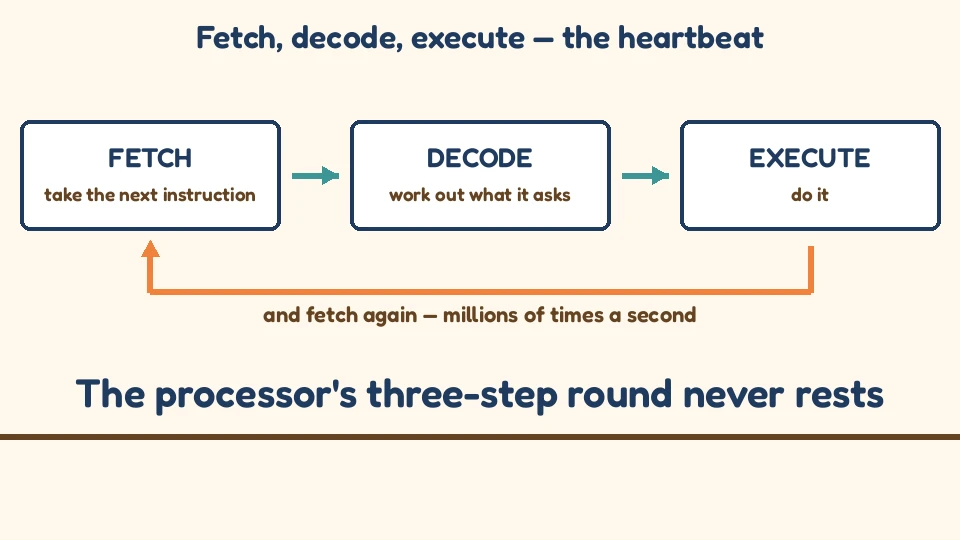 Fetch, decode, execute — the heartbeat
FETCH
take the next instruction
DECODE
work out what it asks
EXECUTE
do it
and fetch again — millions of times a second
The processor's three-step round never rests